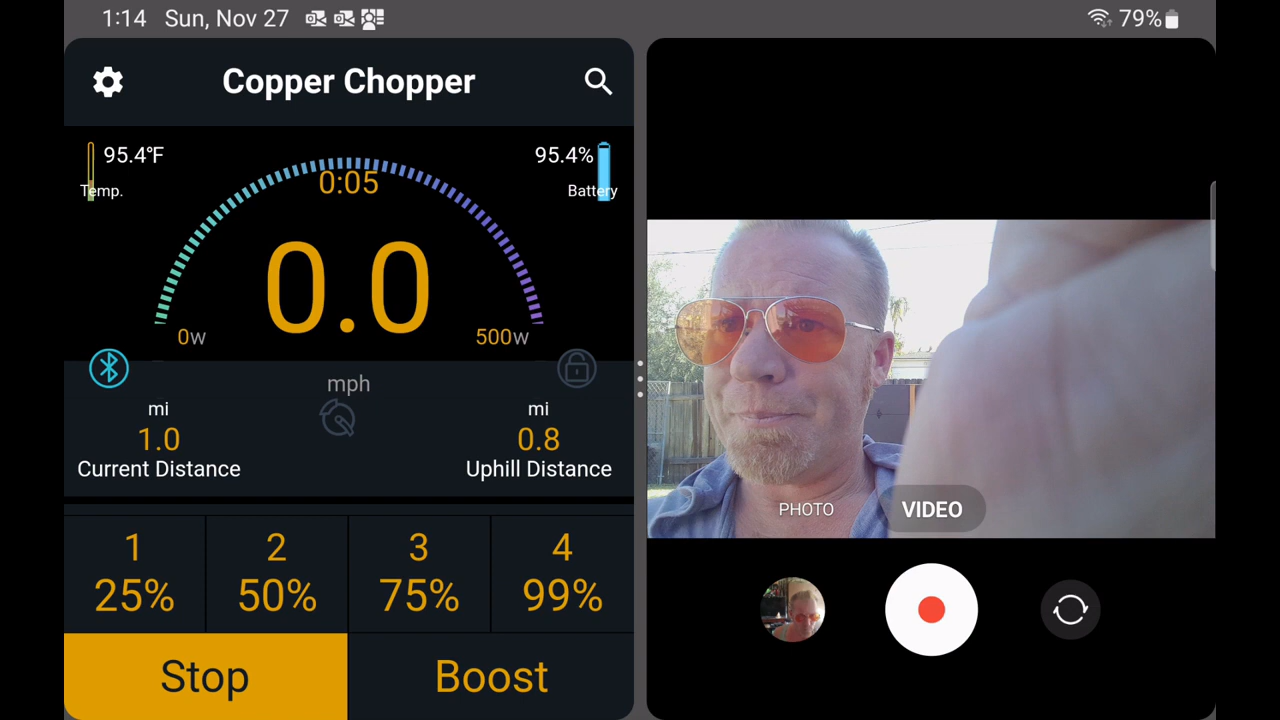 1:14 Sun, Nov 27
79%
Copper Chopper
95.4°F
Temp.
0:05
95.4%
Battery
0.0
0w
500w
mph
mi
1.0
Current Distance
mi
0.8
Uphill Distance
1
25%
2
50%
3
75%
4
99%
Stop
Boost
PHOTO
VIDEO